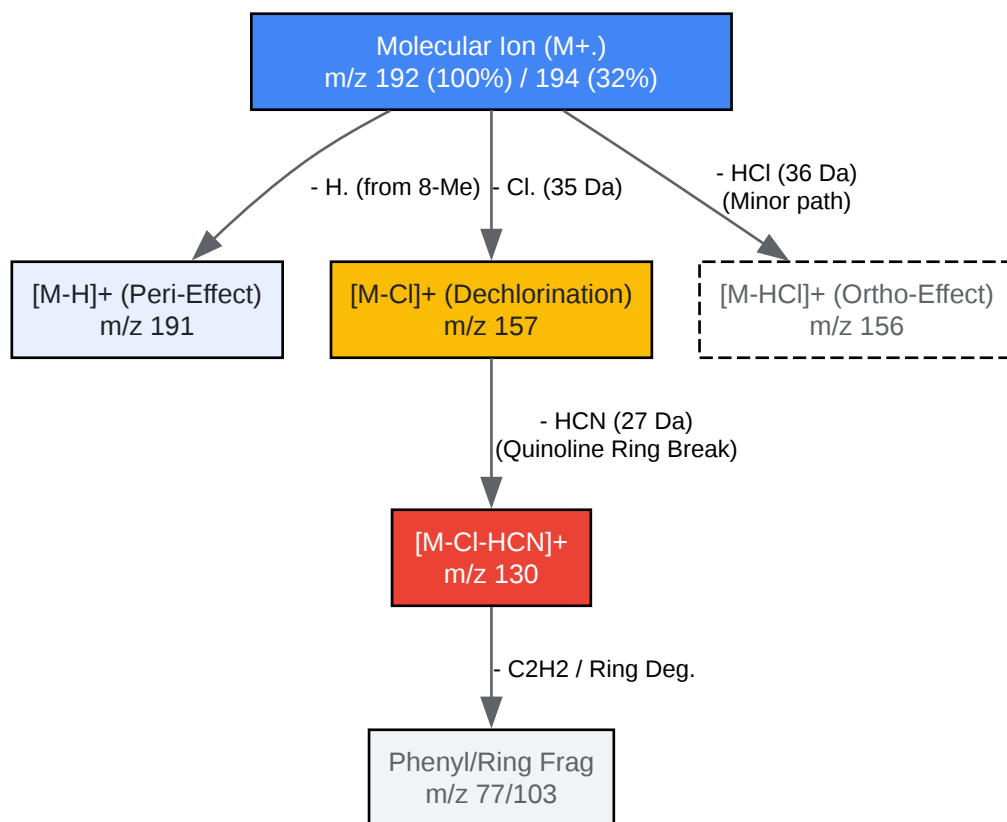 Molecular Ion (M+.)
m/z 192 (100%) / 194 (32%)
- H. (from 8-Me)
- Cl. (35 Da)
- HCl (36 Da)
(Minor path)
[M-H]+ (Peri-Effect)
m/z 191
[M-Cl]+ (Dechlorination)
m/z 157
[M-HCl]+ (Ortho-Effect)
m/z 156
- HCN (27 Da)
(Quinoline Ring Break)
[M-Cl-HCN]+
m/z 130
- C2H2 / Ring Deg.
Phenyl/Ring Frag
m/z 77/103